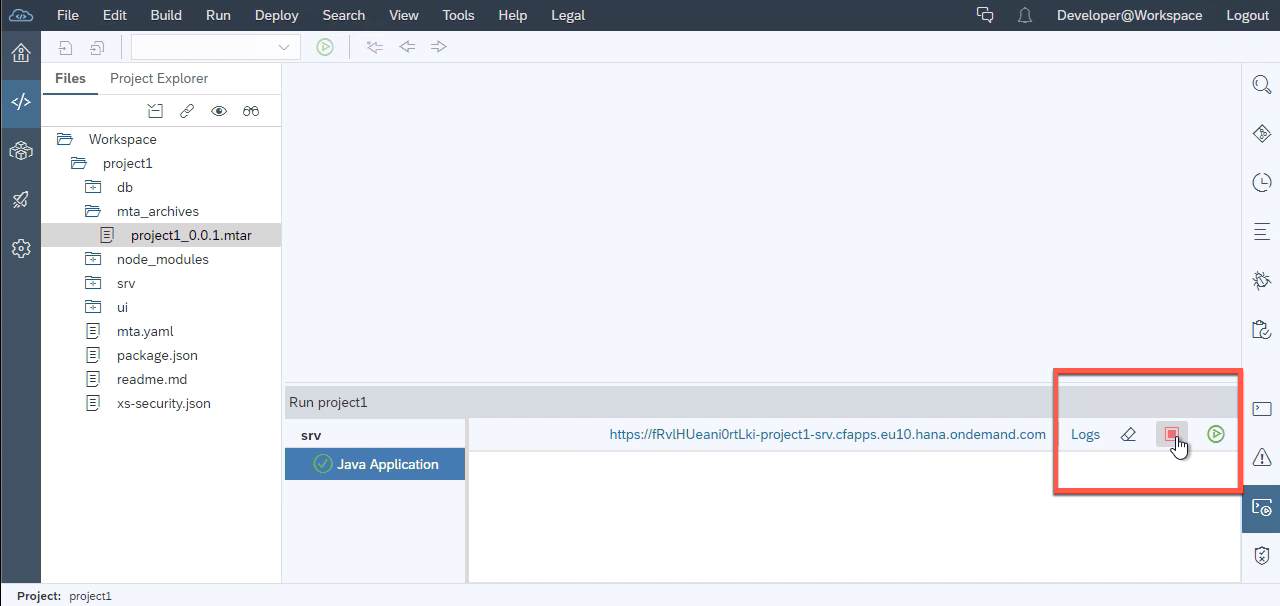 File Edit Build Run Deploy Search View Tools Help Legal Developer@Workspace Logout
Files Project Explorer
Workspace
project1
db
mta_archives
project1_0.0.1.mtar
node_modules
srv
ui
mta.yaml
package.json
readme.md
xs-security.json
Run project1
srv
https://fRvlHUeani0rtLki-project1-srv.cfapps.eu10.hana.ondemand.com Logs
Java Application
Project: project1